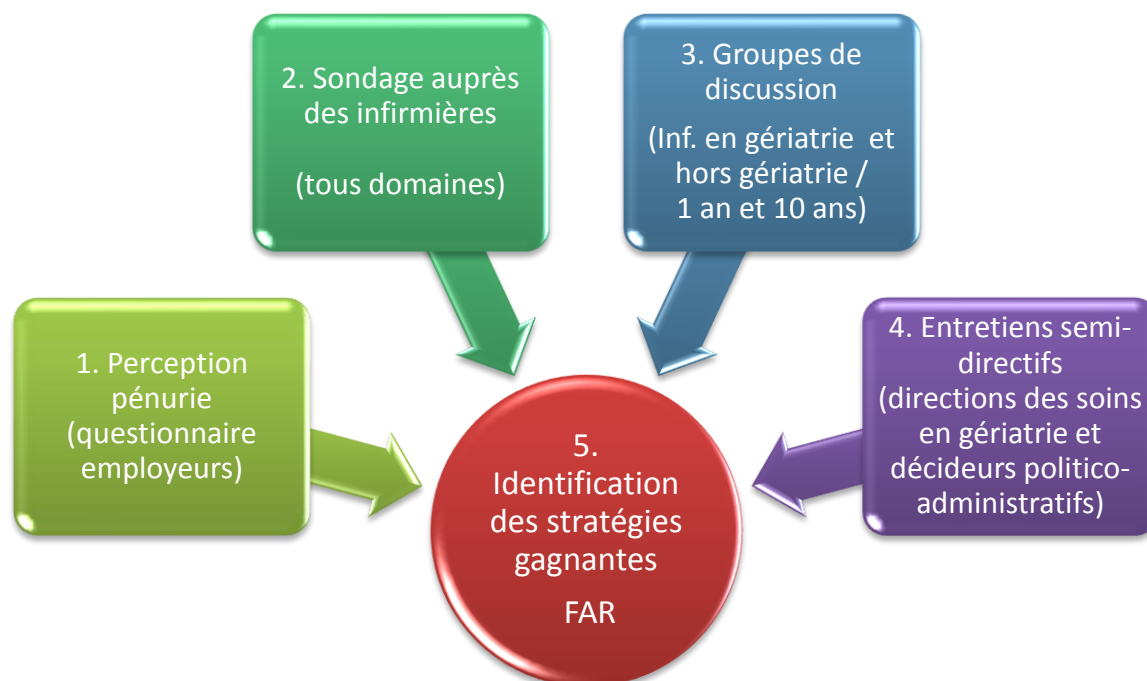 1. Perception
pénurie
(questionnaire
employeurs)
2. Sondage auprès
des infirmières
(tous domaines)
3. Groupes de
discussion
(Inf. en gériatrie et
hors gériatrie /
1 an et 10 ans)
4. Entretiens semi-
directifs
(directions des soins
en gériatrie et
décideurs politico-
administratifs)
5.
Identification
des stratégies
gagnantes
FAR